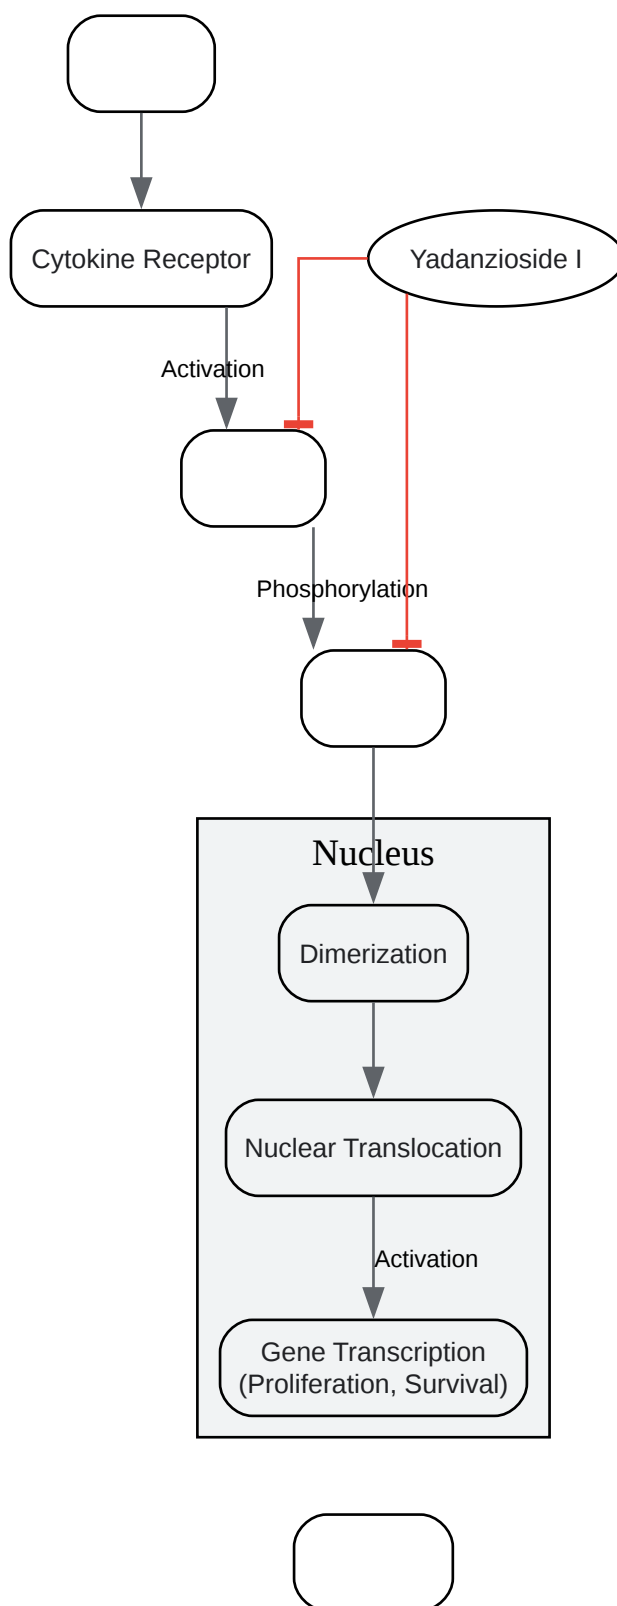 Cytokine Receptor
Yadanzioside I
Activation
Phosphorylation
Nucleus
Dimerization
Nuclear Translocation
Activation
Gene Transcription
(Proliferation, Survival)